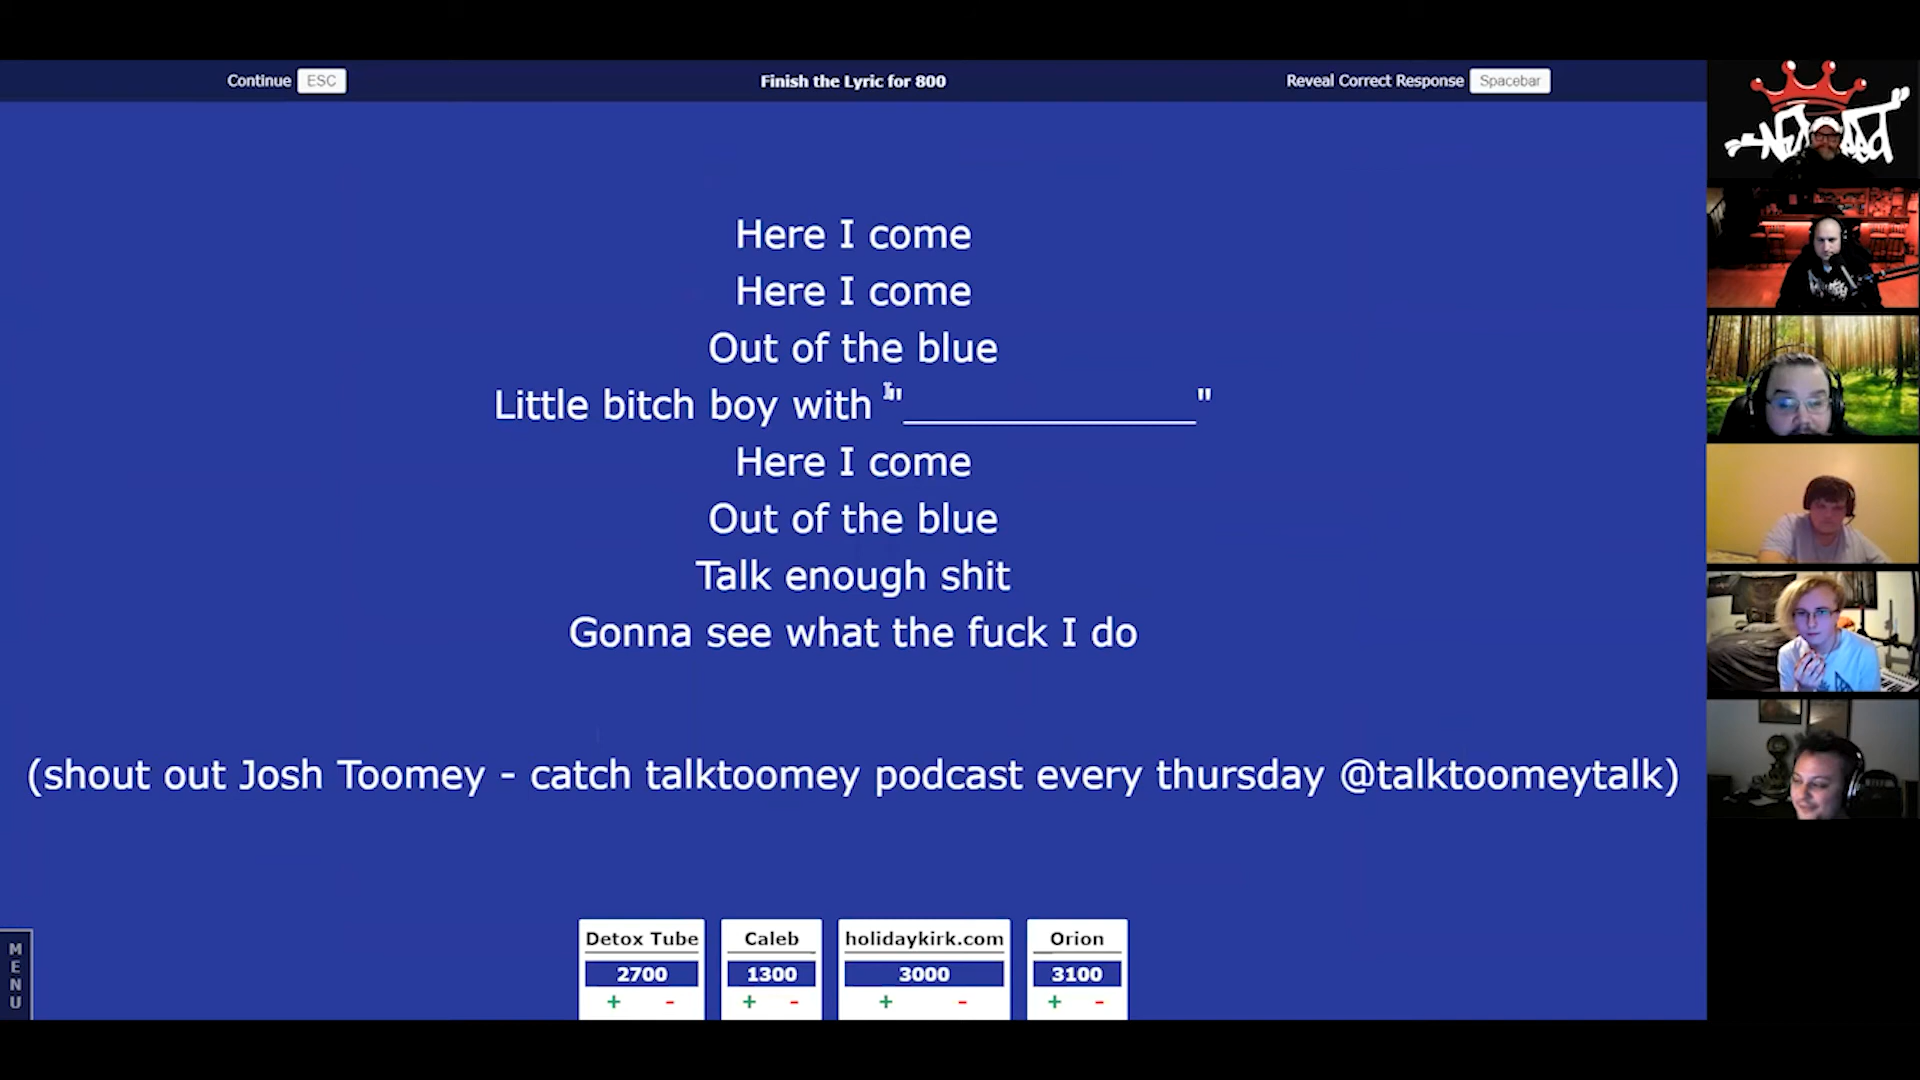 Continue ESC
Finish the Lyric for 800
Reveal Correct Response Spacebar
Here I come
Here I come
Out of the blue
Little bitch boy with "______________"
Here I come
Out of the blue
Talk enough shit
Gonna see what the fuck I do
(shout out Josh Toomey - catch talktoomey podcast every thursday @talktoomeytalk)
MENU
Detox Tube Caleb holidaykirk.com Orion
2700 1300 3000 3100
+ - + - + - + -